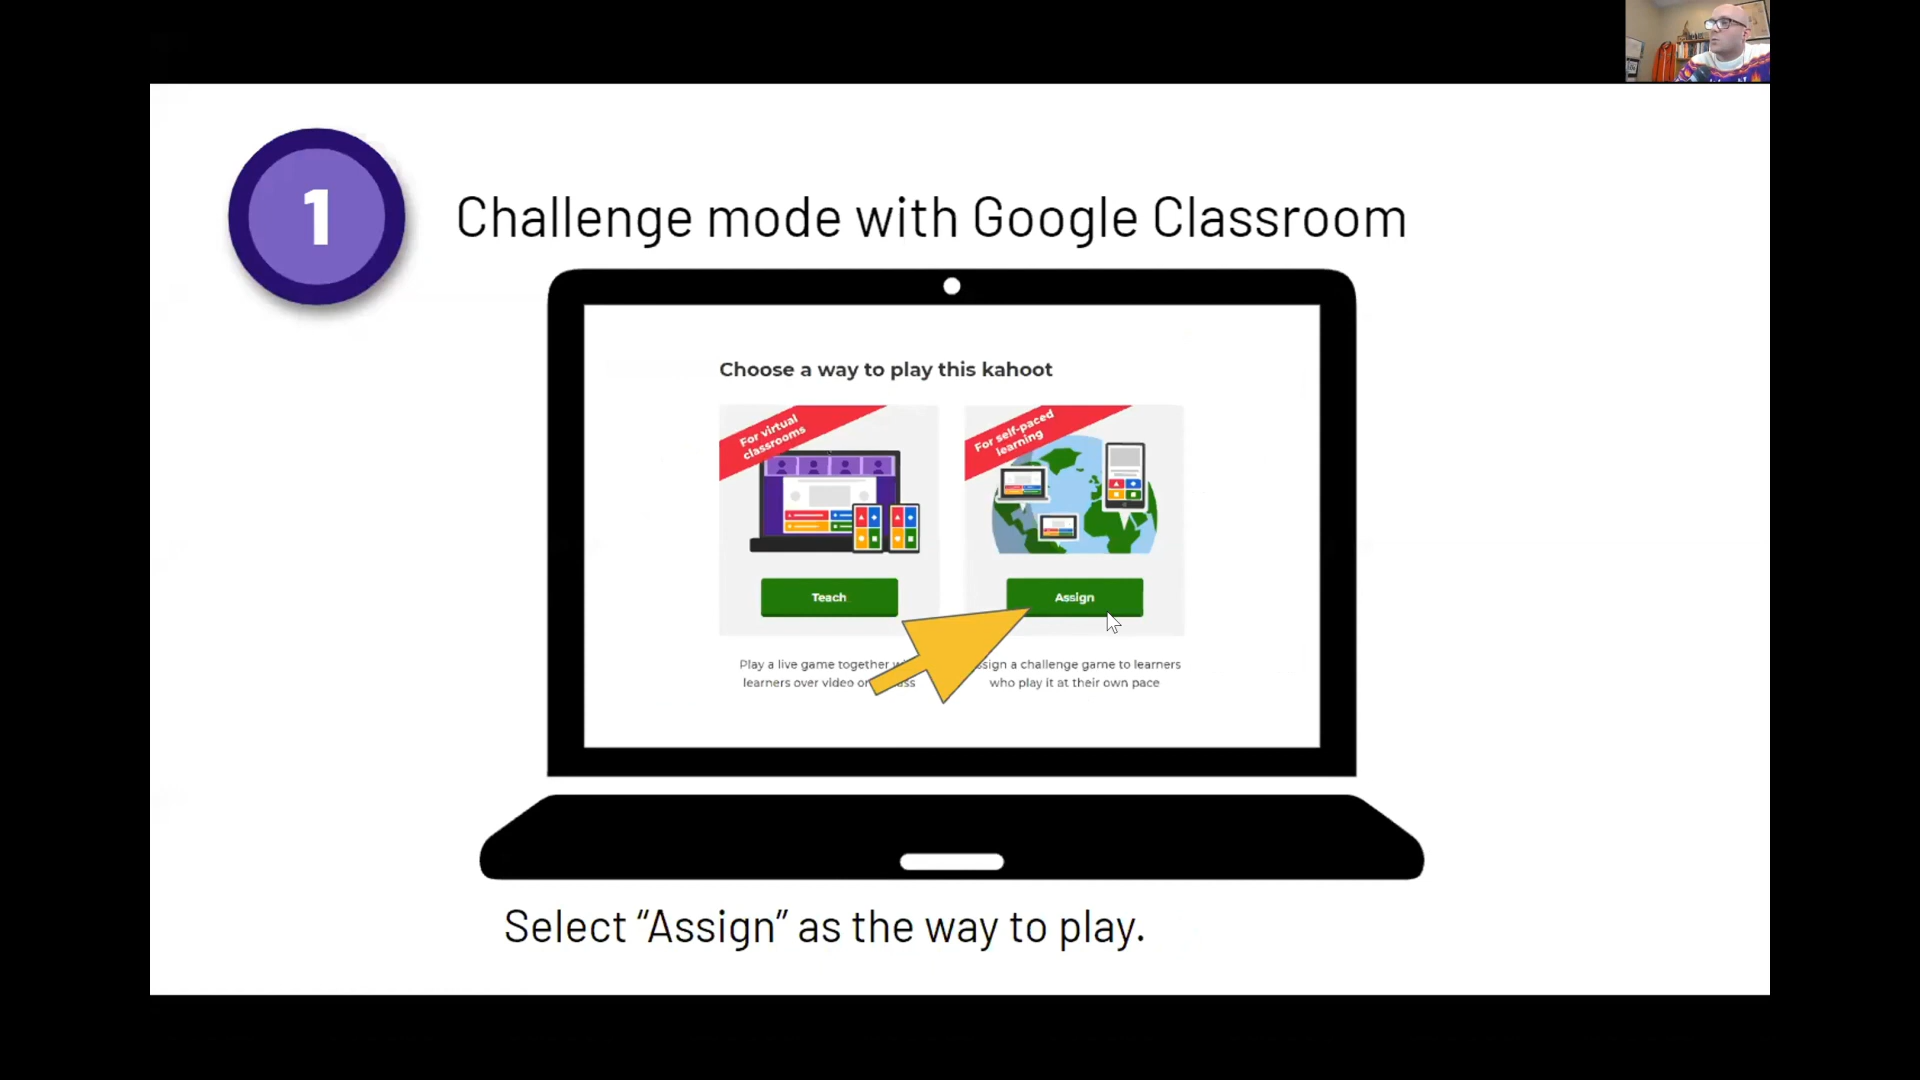 1
Challenge mode with Google Classroom
Choose a way to play this kahoot
For virtual
classrooms
For self-paced
learning
Teach
Assign
Play a live game together
learners over video or
assign a challenge game to learners
who play it at their own pace
Select “Assign” as the way to play.